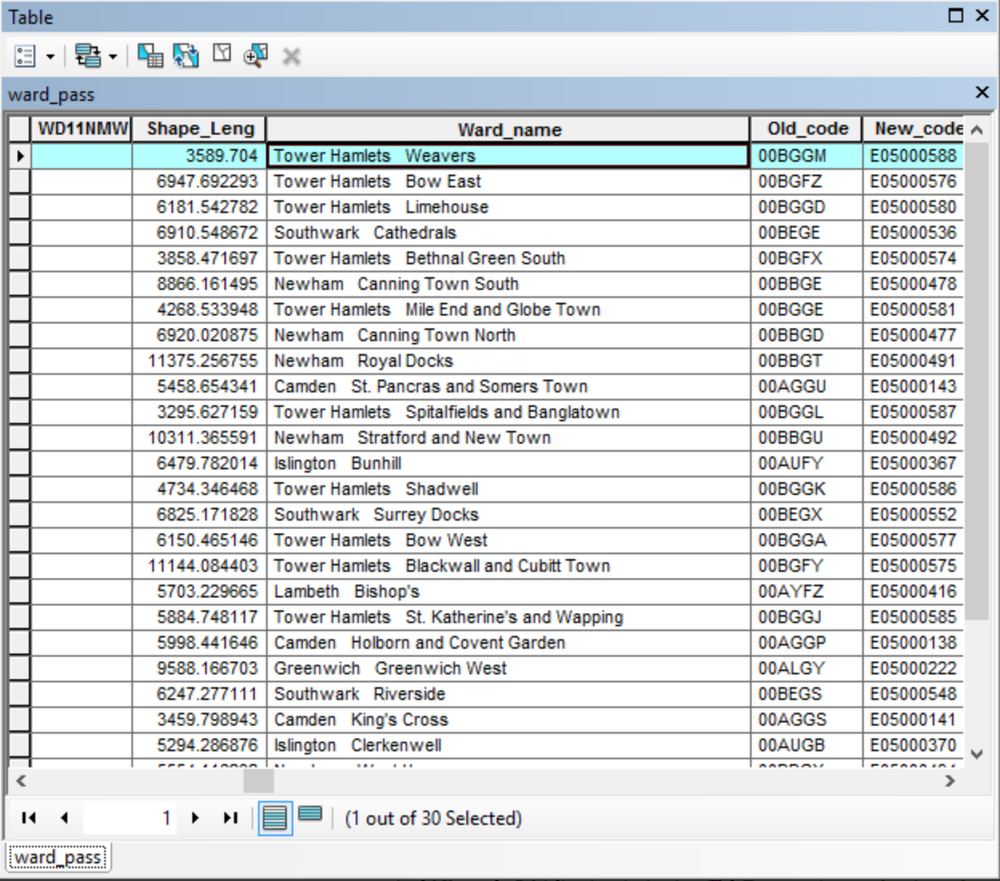 Table
ward_pass
WD11NMW Shape_Leng Ward_name Old_code New_code
3589.704 Tower Hamlets Weavers 00BGGM E05000588
6947.692293 Tower Hamlets Bow East 00BGFZ E05000576
6181.542782 Tower Hamlets Limehouse 00BGGD E05000580
6910.548672 Southwark Cathedrals 00BEGE E05000536
3858.471697 Tower Hamlets Bethnal Green South 00BGFX E05000574
8866.161495 Newham Canning Town South 00BBGE E05000478
4268.533948 Tower Hamlets Mile End and Globe Town 00BGGE E05000581
6920.020875 Newham Canning Town North 00BBGD E05000477
11375.256755 Newham Royal Docks 00BBGT E05000491
5458.654341 Camden St. Pancras and Somers Town 00AGGU E05000143
3295.627159 Tower Hamlets Spitalfields and Banglatown 00BGGL E05000587
10311.365591 Newham Stratford and New Town 00BBGU E05000492
6479.782014 Islington Bunhill 00AUFY E05000367
4734.346468 Tower Hamlets Shadwell 00BGGK E05000586
6825.171828 Southwark Surrey Docks 00BEGX E05000552
6150.465146 Tower Hamlets Bow West 00BGGA E05000577
11144.084403 Tower Hamlets Blackwall and Cubitt Town 00BGFY E05000575
5703.229665 Lambeth Bishop's 00AYFZ E05000416
5884.748117 Tower Hamlets St. Katherine's and Wapping 00BGGJ E05000585
5998.441646 Camden Holborn and Covent Garden 00AGGP E05000138
9588.166703 Greenwich Greenwich West 00ALGY E05000222
6247.277111 Southwark Riverside 00BEGS E05000548
3459.798943 Camden King's Cross 00AGGS E05000141
5294.286876 Islington Clerkenwell 00AUGB E05000370
1 (1 out of 30 Selected)
ward_pass